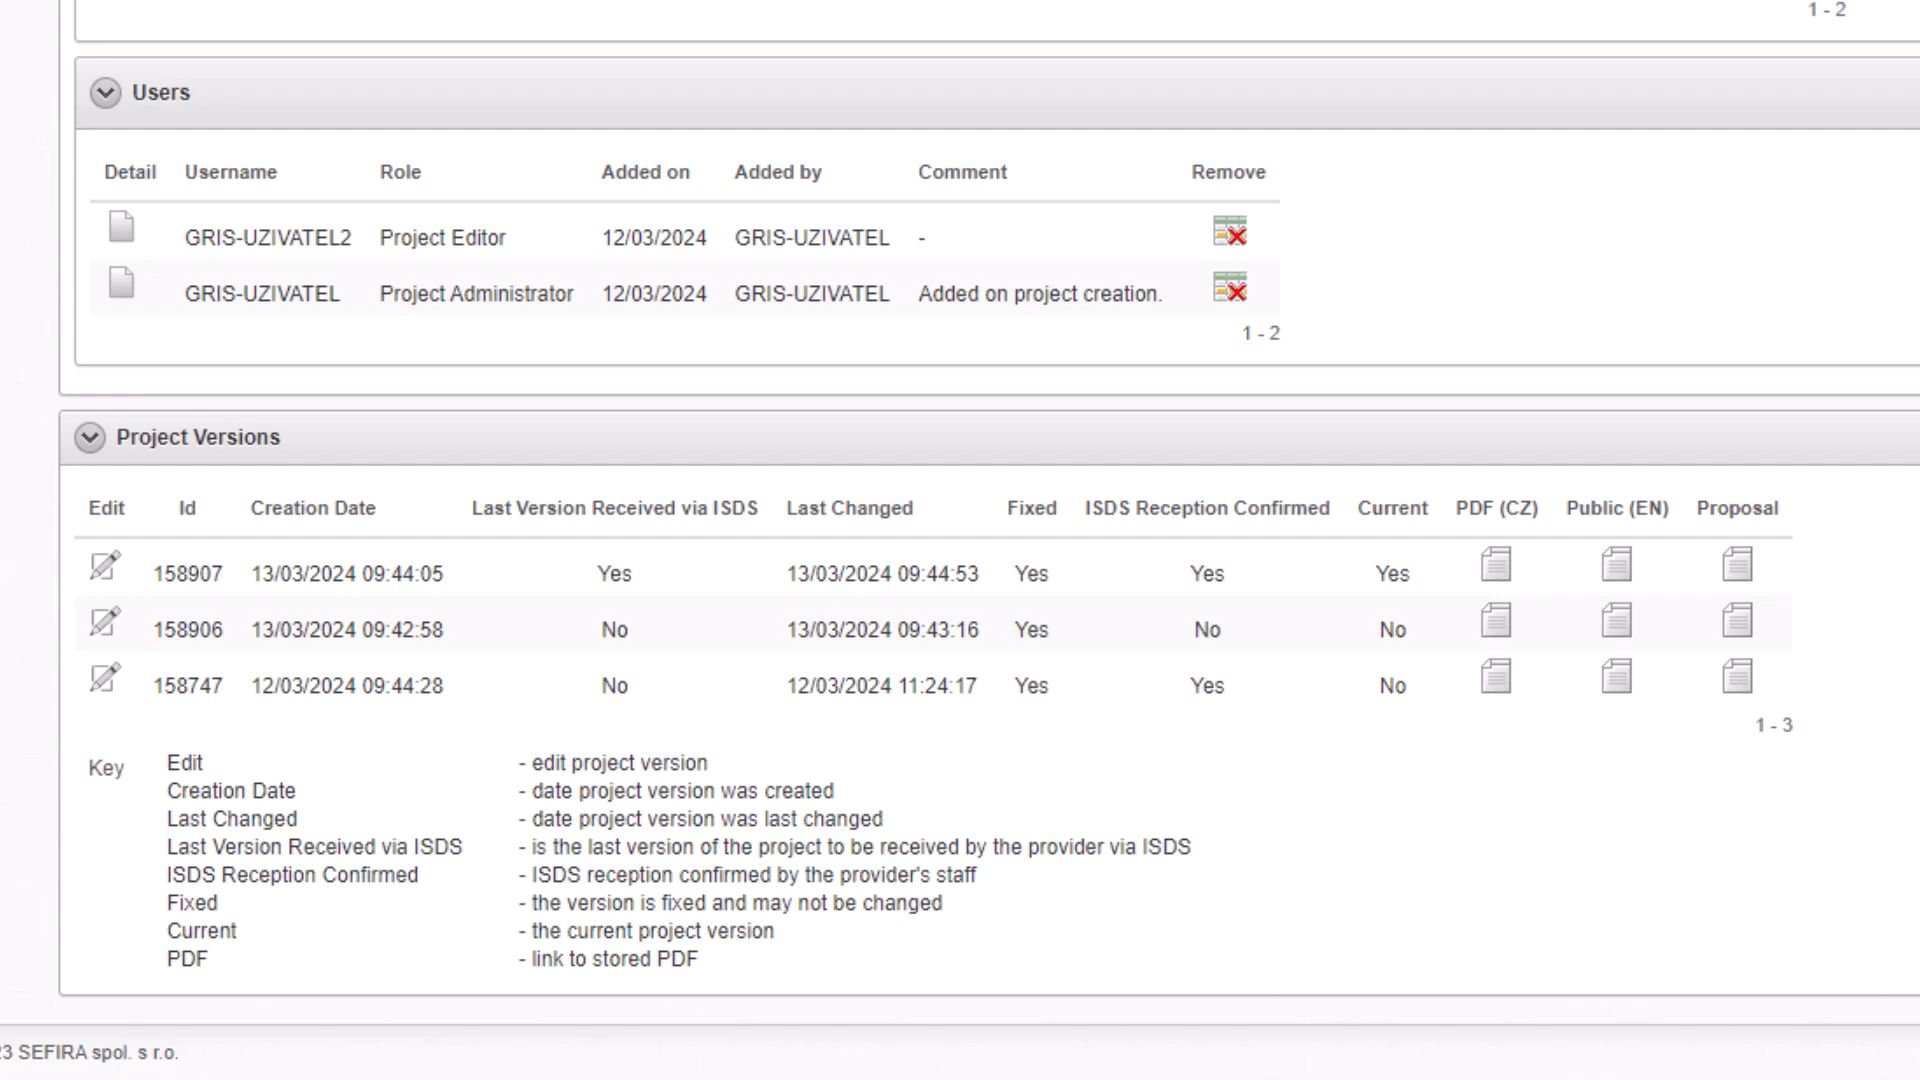 1 - 2
Users
Detail Username Role Added on Added by Comment Remove
GRIS-UZIVATEL2 Project Editor 12/03/2024 GRIS-UZIVATEL -
GRIS-UZIVATEL Project Administrator 12/03/2024 GRIS-UZIVATEL Added on project creation.
1 - 2
Project Versions
Edit Id Creation Date Last Version Received via ISDS Last Changed Fixed ISDS Reception Confirmed Current PDF (CZ) Public (EN) Proposal
158907 13/03/2024 09:44:05 Yes 13/03/2024 09:44:53 Yes Yes Yes
158906 13/03/2024 09:42:58 No 13/03/2024 09:43:16 Yes No No
158747 12/03/2024 09:44:28 No 12/03/2024 11:24:17 Yes Yes No
1 - 3
Key
Edit - edit project version
Creation Date - date project version was created
Last Changed - date project version was last changed
Last Version Received via ISDS - is the last version of the project to be received by the provider via ISDS
ISDS Reception Confirmed - ISDS reception confirmed by the provider's staff
Fixed - the version is fixed and may not be changed
Current - the current project version
PDF - link to stored PDF
23 SEFIRA spol. s r.o.